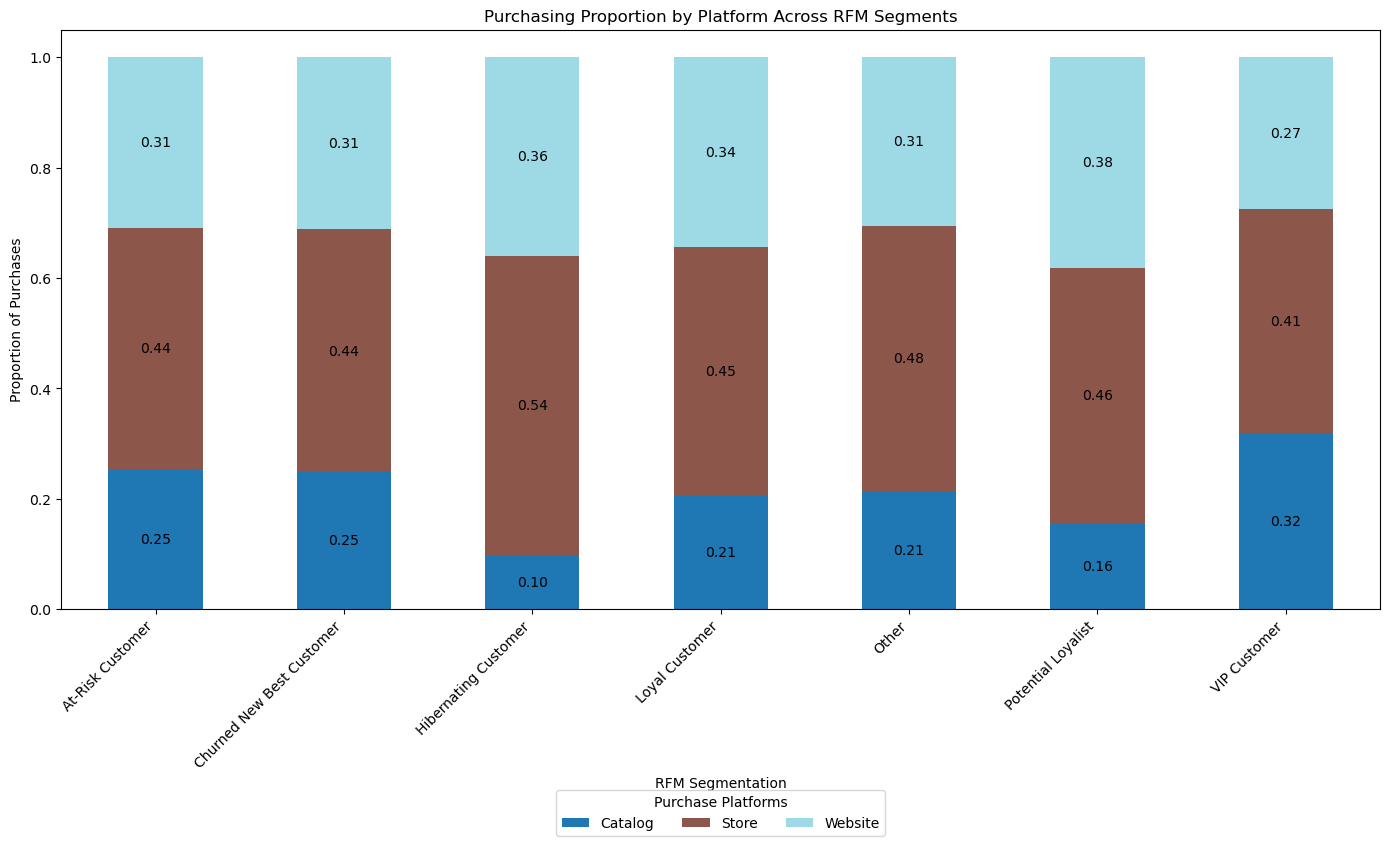 Purchasing Proportion by Platform Across RFM Segments
Proportion of Purchases
1.0
0.8
0.6
0.4
0.2
0.0
0.31 0.31 0.36 0.34 0.31 0.38 0.27
0.44 0.44 0.54 0.45 0.48 0.46 0.41
0.25 0.25 0.10 0.21 0.21 0.16 0.32
At-Risk Customer
Churned New Best Customer
Hibernating Customer
Loyal Customer
Other
Potential Loyalist
VIP Customer
RFM Segmentation
Purchase Platforms
Catalog Store Website